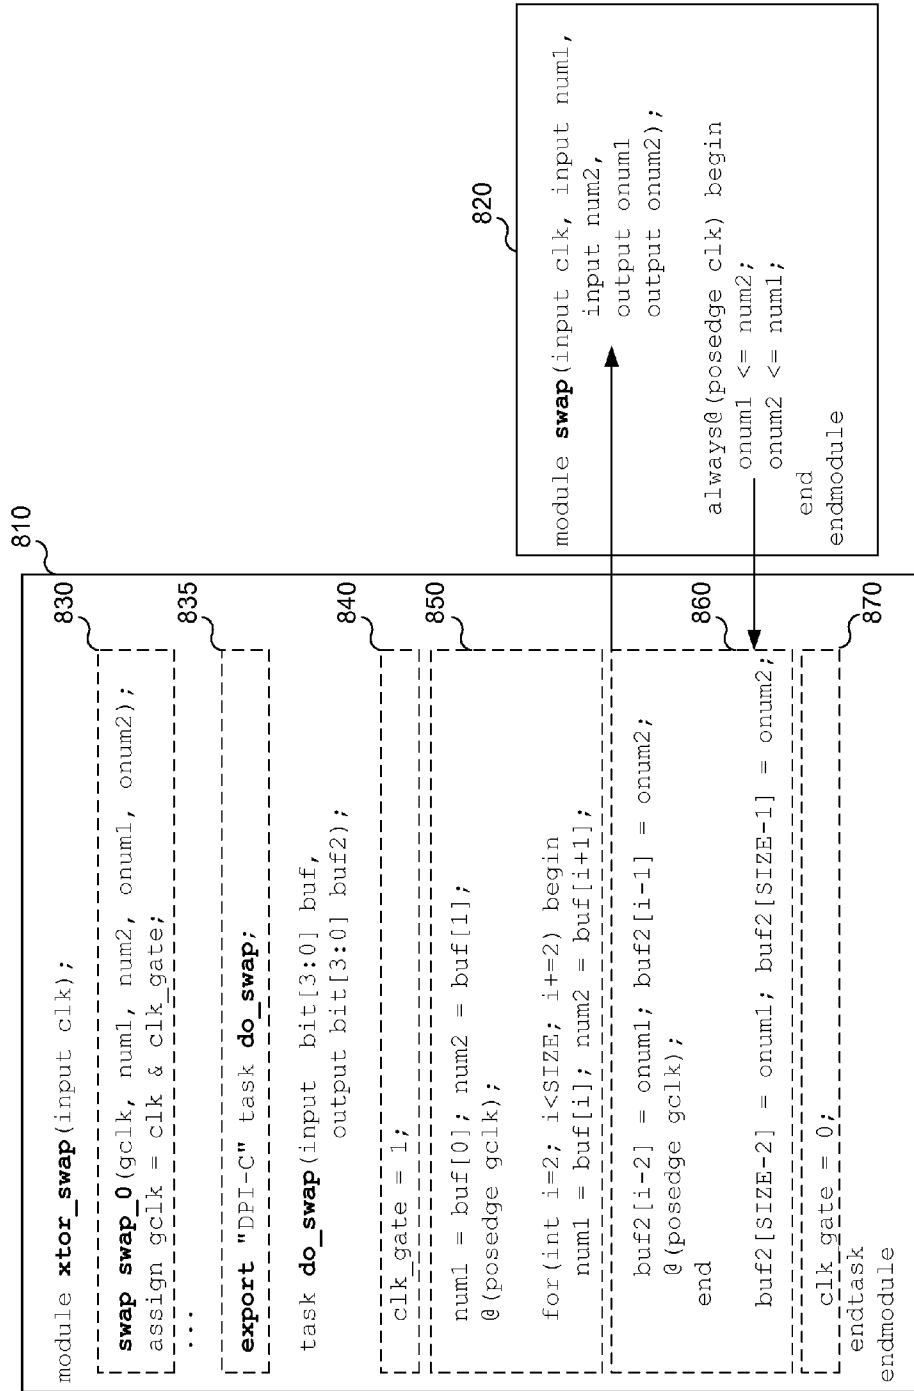 810
module xtor_swap(input clk);
830
swap swap_0(gclk, num1, num2, onum1, onum2);
assign gclk = clk & clk_gate;
...
835
export "DPI-C" task do_swap;
task do_swap(input  bit[3:0] buf,
output bit[3:0] buf2);
840
clk_gate = 1;
850
num1 = buf[0]; num2 = buf[1];
@(posedge gclk);
for(int i=2; i<SIZE; i+=2) begin
num1 = buf[i]; num2 = buf[i+1];
buf2[i-2] = onum1; buf2[i-1] = onum2;
@(posedge gclk);
end
860
buf2[SIZE-2] = onum1; buf2[SIZE-1] = onum2;
870
clk_gate = 0;
endtask
endmodule
820
module swap(input clk, input num1,
input num2,
output onum1
output onum2);
always@(posedge clk) begin
onum1 <= num2;
onum2 <= num1;
end
endmodule